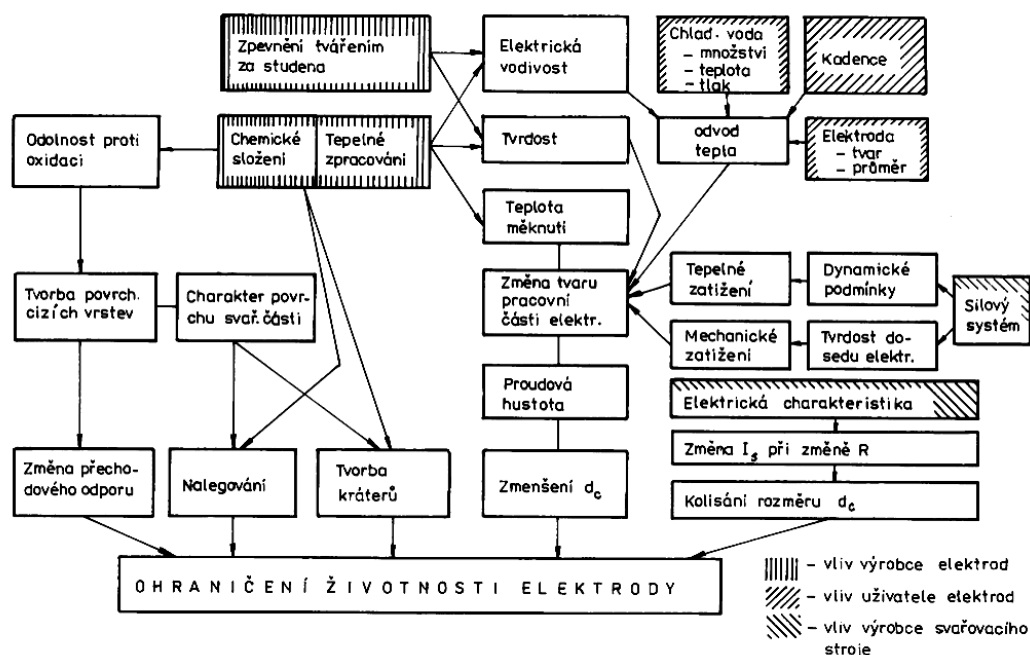 Zpevnění tvářením
za studena
Elektrická
vodivost
Chlad. voda
– množství
– teplota
– tlak
Kadence
Odolnost proti
oxidaci
Chemické
složení
Tepelné
zpracování
Tvrdost
odvod
tepla
Elektroda
– tvar
– průměr
Teplota
měknutí
Tvorba povrch.
cizích vrstev
Charakter povr-
chu svař. části
Změna tvaru
pracovní
části elektr.
Tepelné
zatížení
Dynamické
podmínky
Silový
systém
Mechanické
zatížení
Tvrdost do-
sedu elektr.
Proudová
hustota
Elektrická charakteristika
Změna přecho-
dového odporu
Nalegování
Tvorba
kráterů
Zmenšení d_c
Změna I_s při změně R
Kolísání rozměru d_c
OHRANIČENÍ ŽIVOTNOSTI ELEKTRODY
– vliv výrobce elektrod
– vliv uživatele elektrod
– vliv výrobce svařovacího
stroje